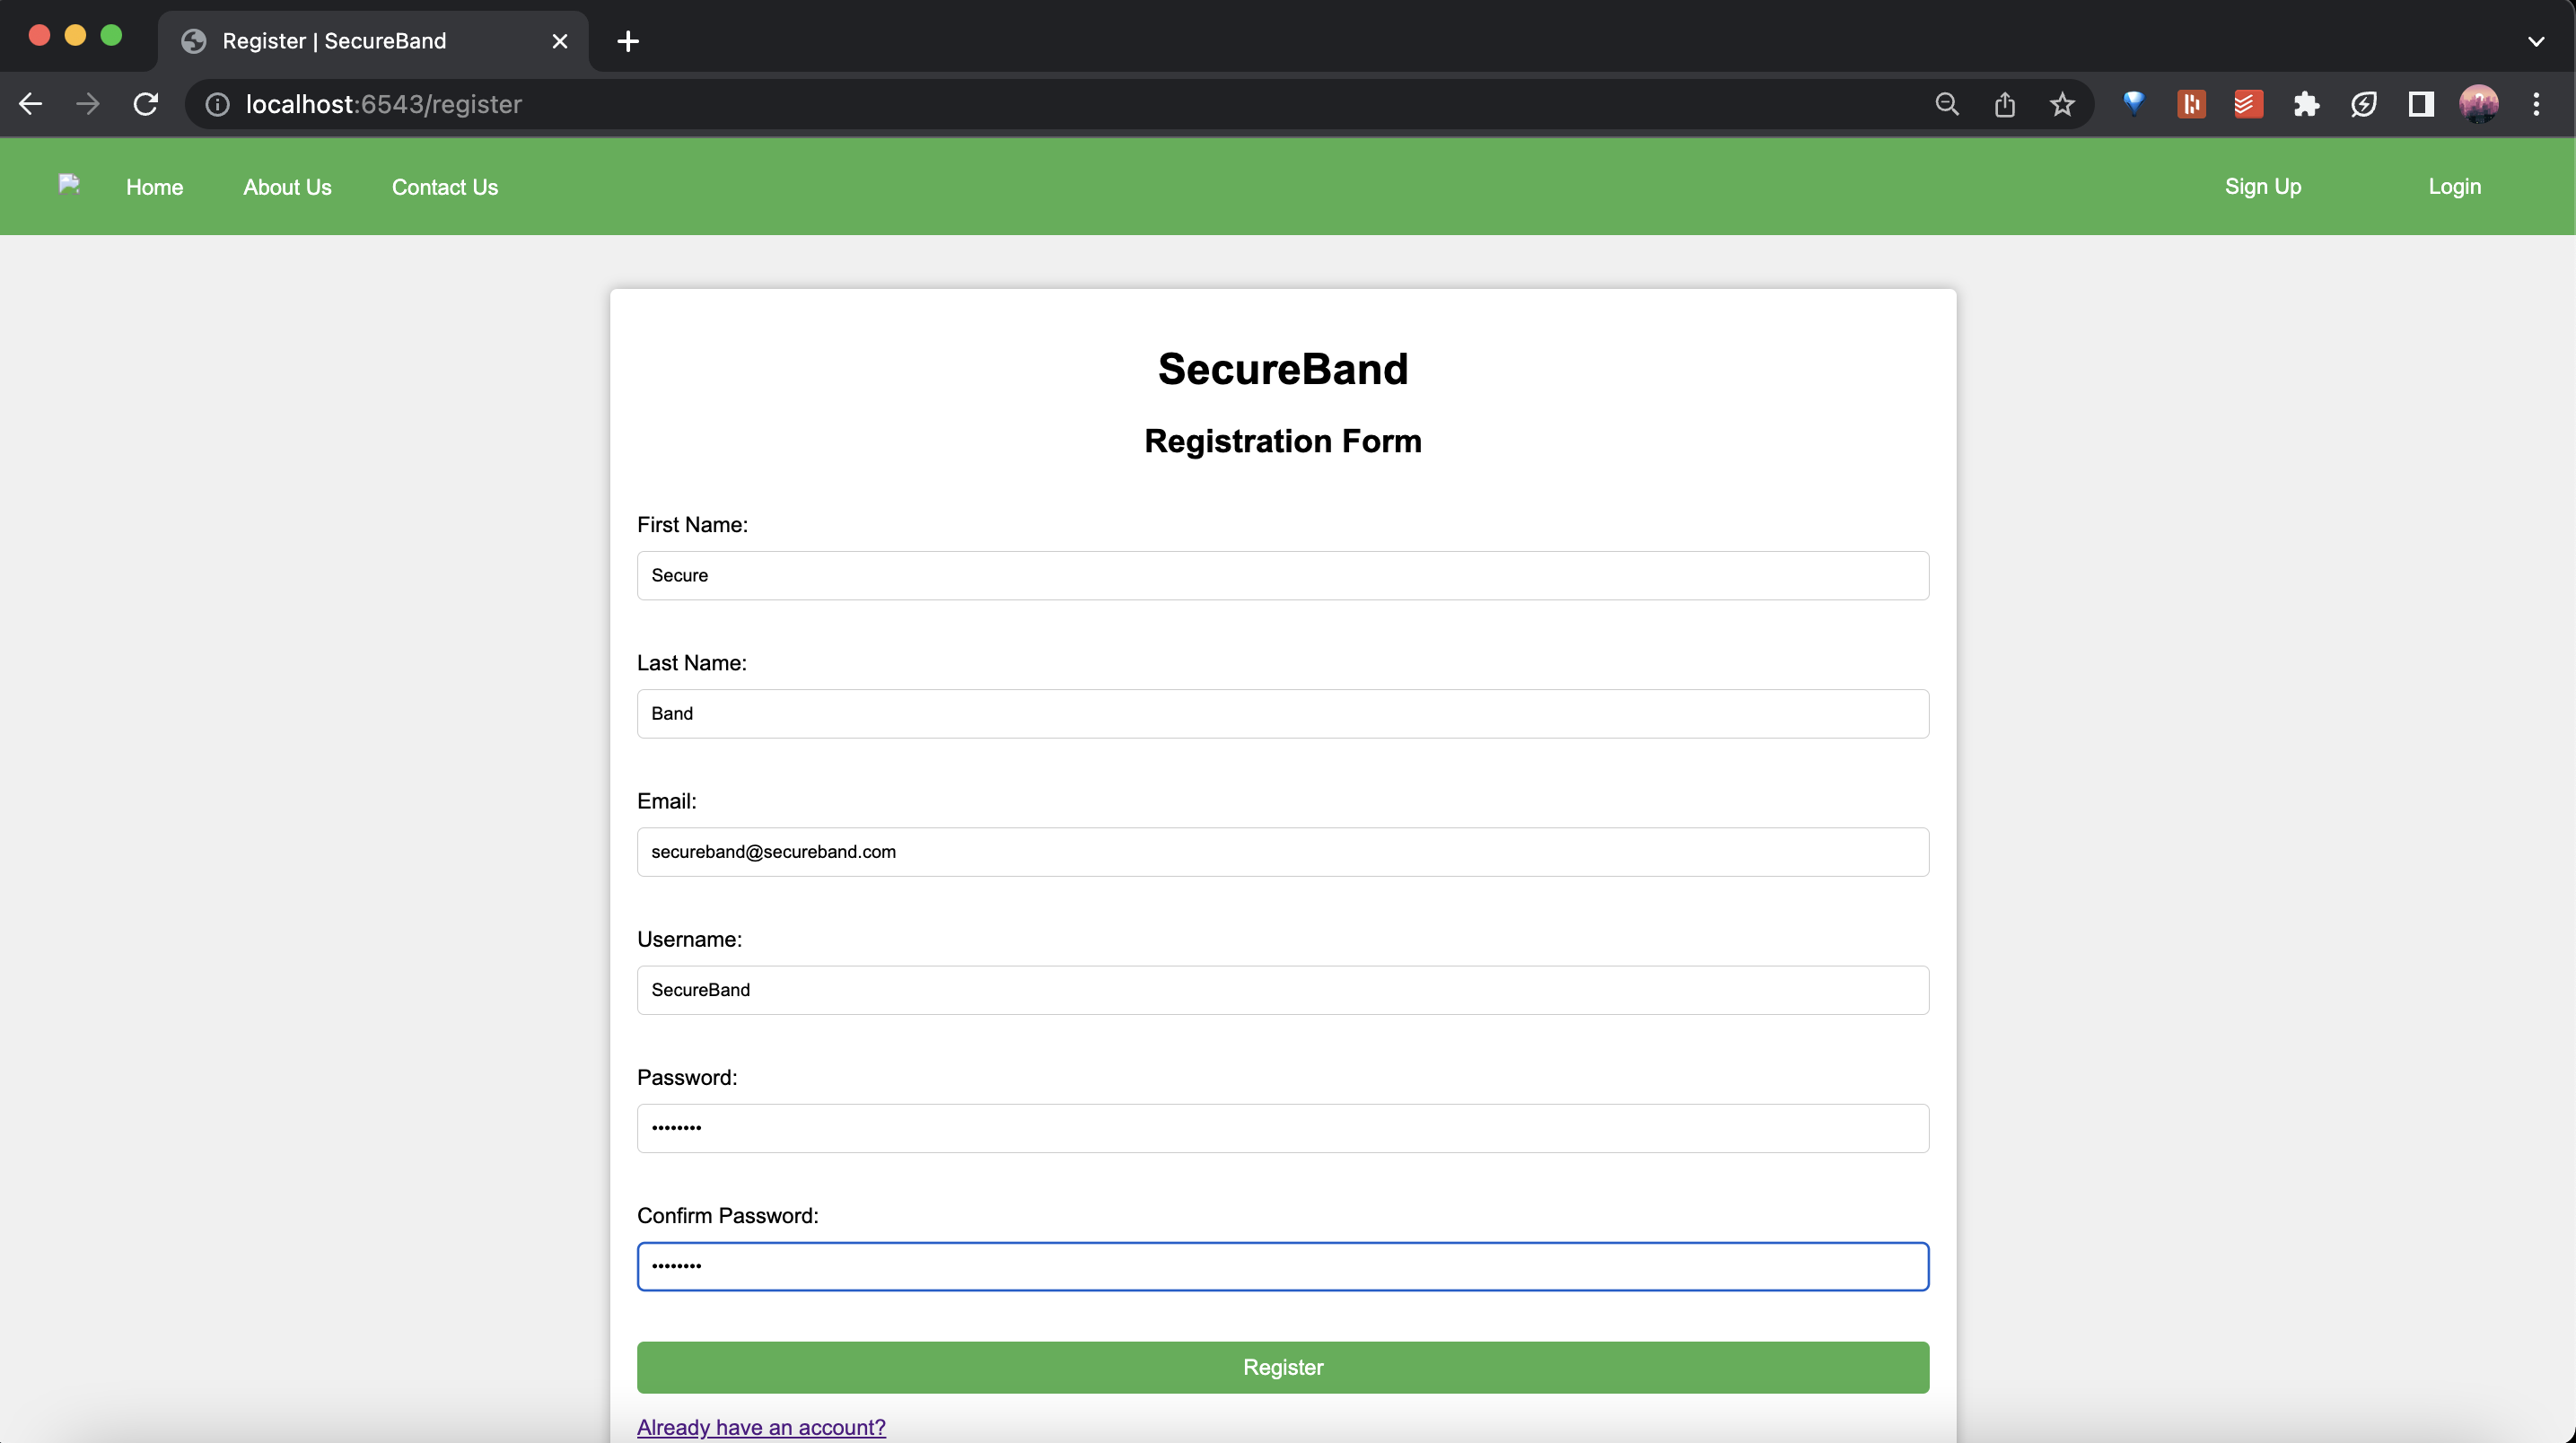 Register | SecureBand
localhost:6543/register
Home About Us Contact Us Sign Up Login
SecureBand
Registration Form
First Name:
Secure
Last Name:
Band
Email:
secureband@secureband.com
Username:
SecureBand
Password:
••••••••
Confirm Password:
••••••••
Register
Already have an account?